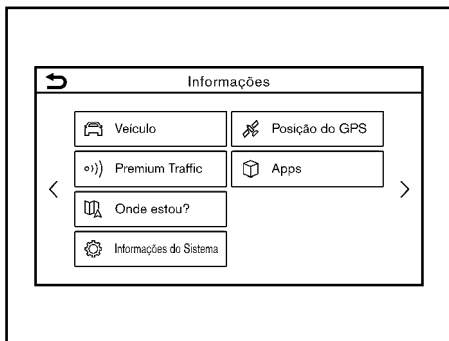 Informações
Veículo
Posição do GPS
Premium Traffic
Apps
Onde estou?
Informações do Sistema